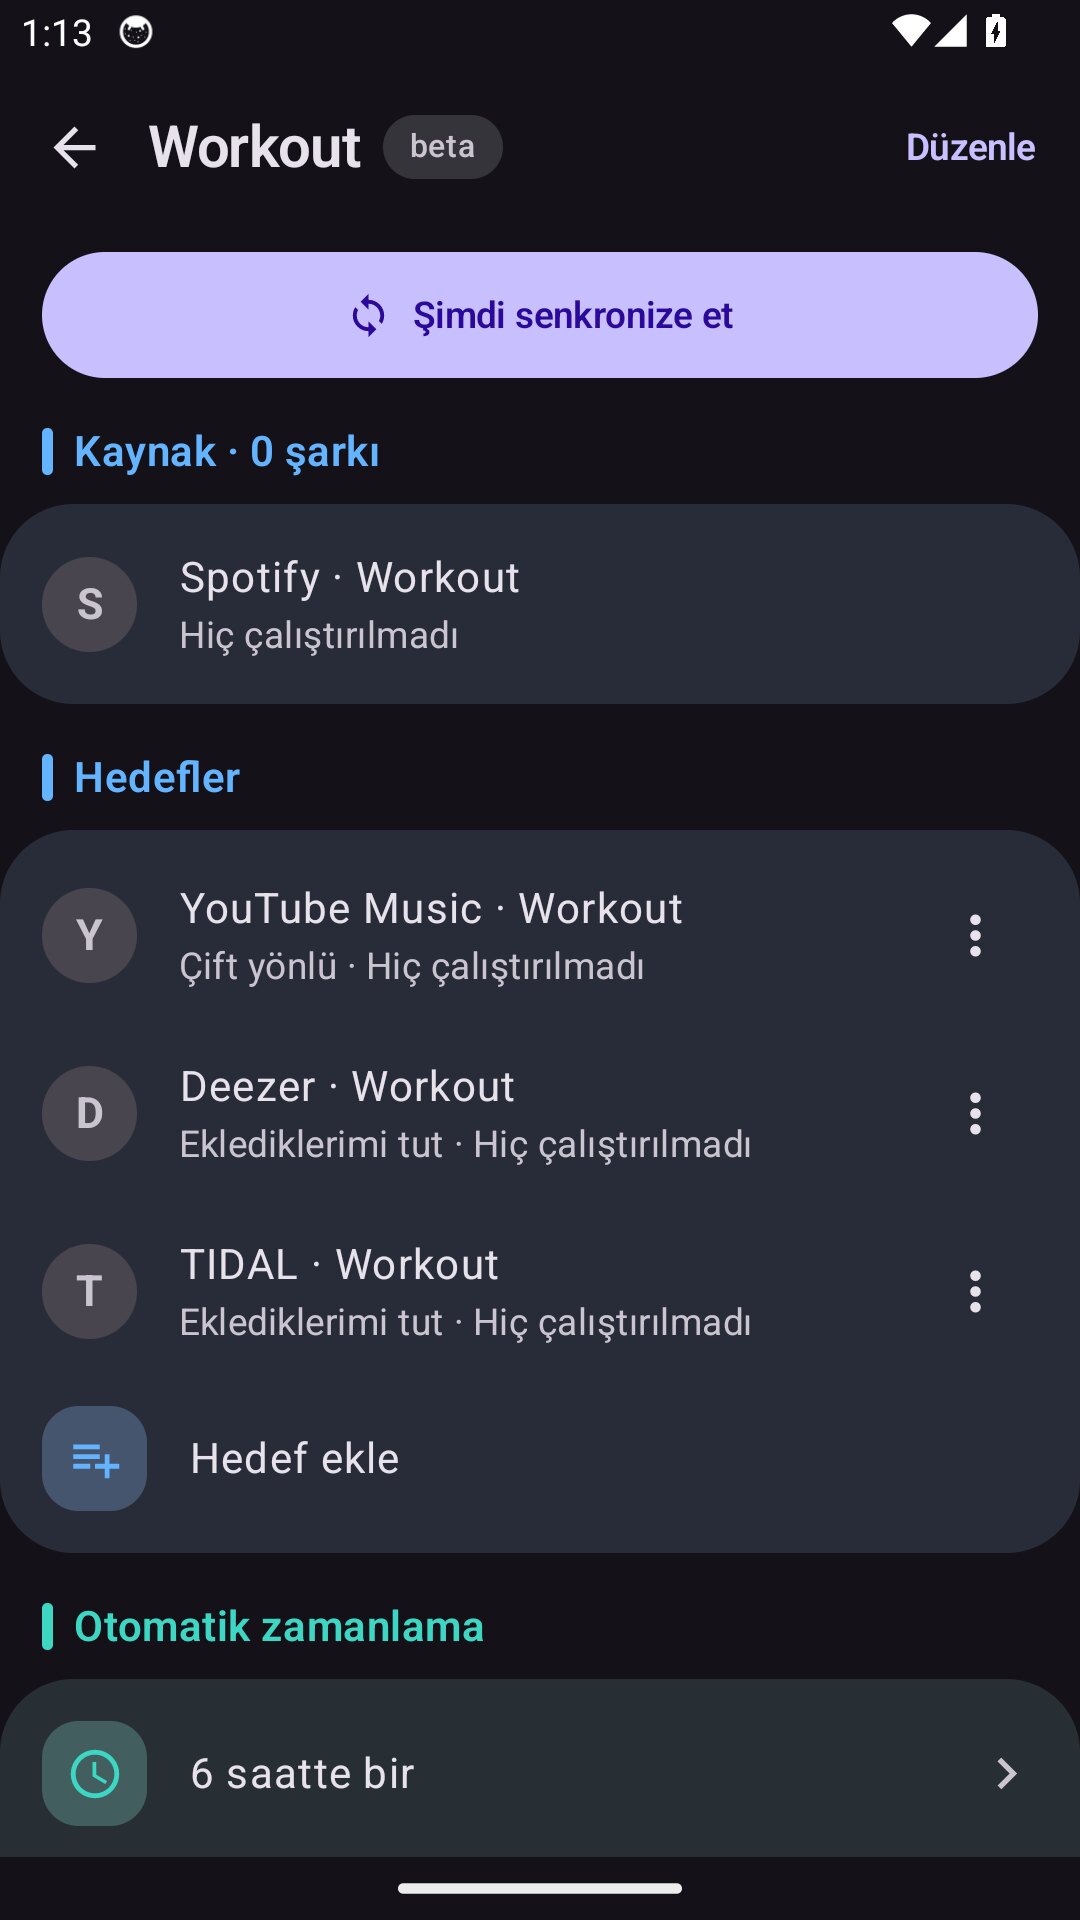 1:13
Workout
beta
Düzenle
Şimdi senkronize et
Kaynak · 0 şarkı
S
Spotify · Workout
Hiç çalıştırılmadı
Hedefler
Y
YouTube Music · Workout
Çift yönlü · Hiç çalıştırılmadı
D
Deezer · Workout
Eklediklerimi tut · Hiç çalıştırılmadı
T
TIDAL · Workout
Eklediklerimi tut · Hiç çalıştırılmadı
Hedef ekle
Otomatik zamanlama
6 saatte bir